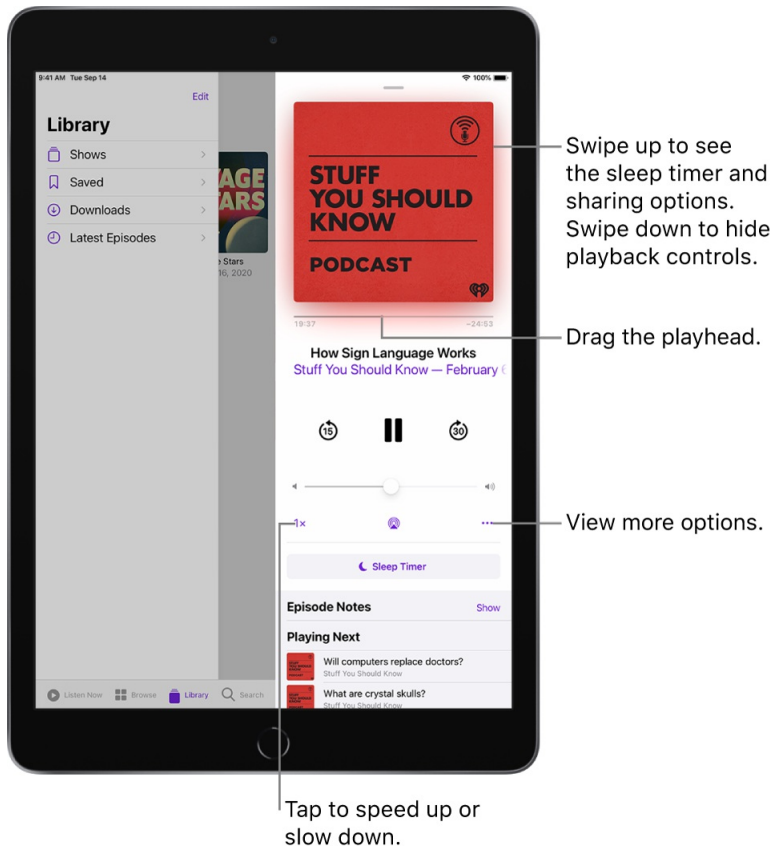 9:41 AM Tue Sep 14
100%
Edit
Library
Shows
Saved
Downloads
Latest Episodes
AGE
ARS
Stars
16, 2020
Listen Now
Browse
Library
Search
STUFF
YOU SHOULD
KNOW
PODCAST
19:37
-24:53
How Sign Language Works
Stuff You Should Know — February 6
15
30
1×
Sleep Timer
Episode Notes
Show
Playing Next
Will computers replace doctors?
Stuff You Should Know
What are crystal skulls?
Stuff You Should Know
Swipe up to see
the sleep timer and
sharing options.
Swipe down to hide
playback controls.
Drag the playhead.
View more options.
Tap to speed up or
slow down.